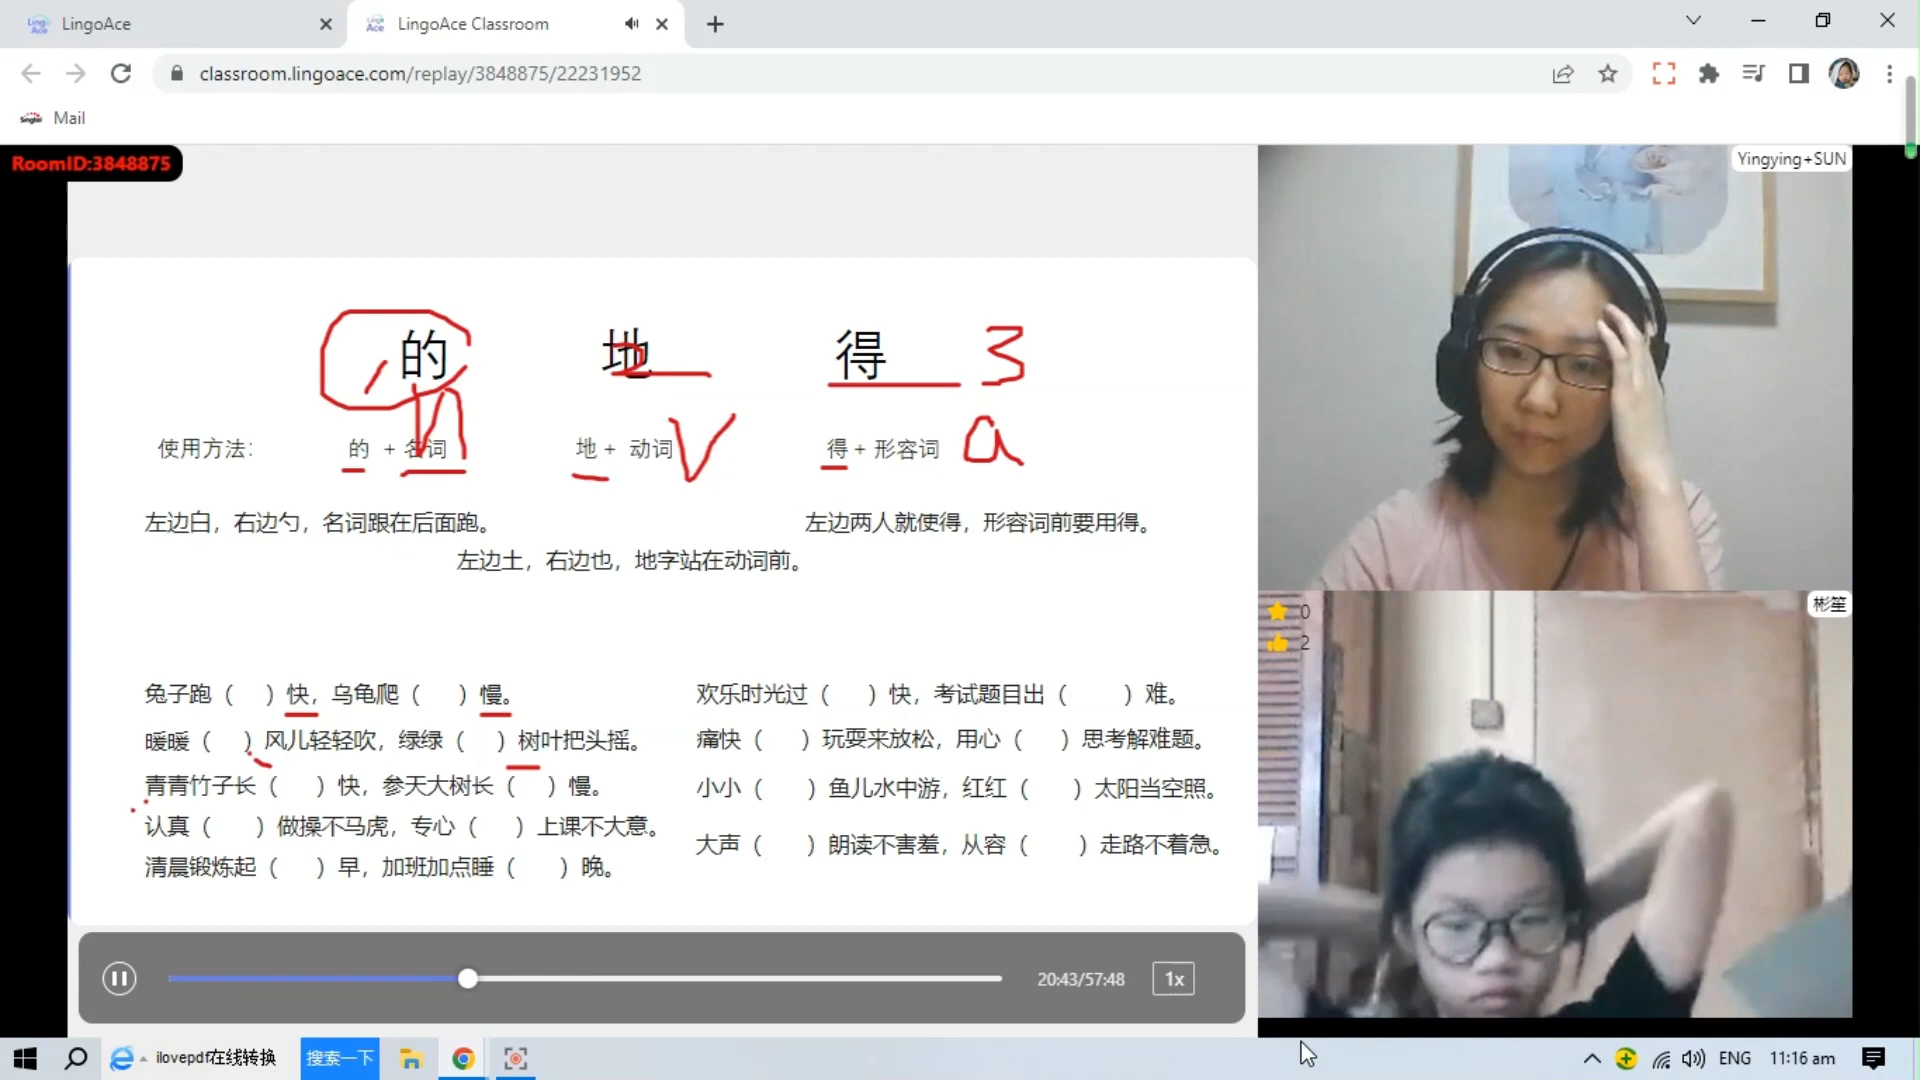 LingoAce
LingoAce Classroom
classroom.lingoace.com/replay/3848875/22231952
Singtel Mail
RoomID:3848875
Yingying+SUN
的 地 得 3
2
n V a
使用方法： 的 + 名词 地 + 动词 得 + 形容词
左边白，右边勺，名词跟在后面跑。 左边两人就使得，形容词前要用得。
左边土，右边也，地字站在动词前。
彬笙
0
2
兔子跑（ ）快，乌龟爬（ ）慢。
暖暖（ ）风儿轻轻吹，绿绿（ ）树叶把头摇。
青青竹子长（ ）快，参天大树长（ ）慢。
认真（ ）做操不马虎，专心（ ）上课不大意。
清晨锻炼起（ ）早，加班加点睡（ ）晚。
欢乐时光过（ ）快，考试题目出（ ）难。
痛快（ ）玩耍来放松，用心（ ）思考解难题。
小小（ ）鱼儿水中游，红红（ ）太阳当空照。
大声（ ）朗读不害羞，从容（ ）走路不着急。
20:43/57:48 1x
ilovepdf在线转换 搜索一下 ENG 11:16 am